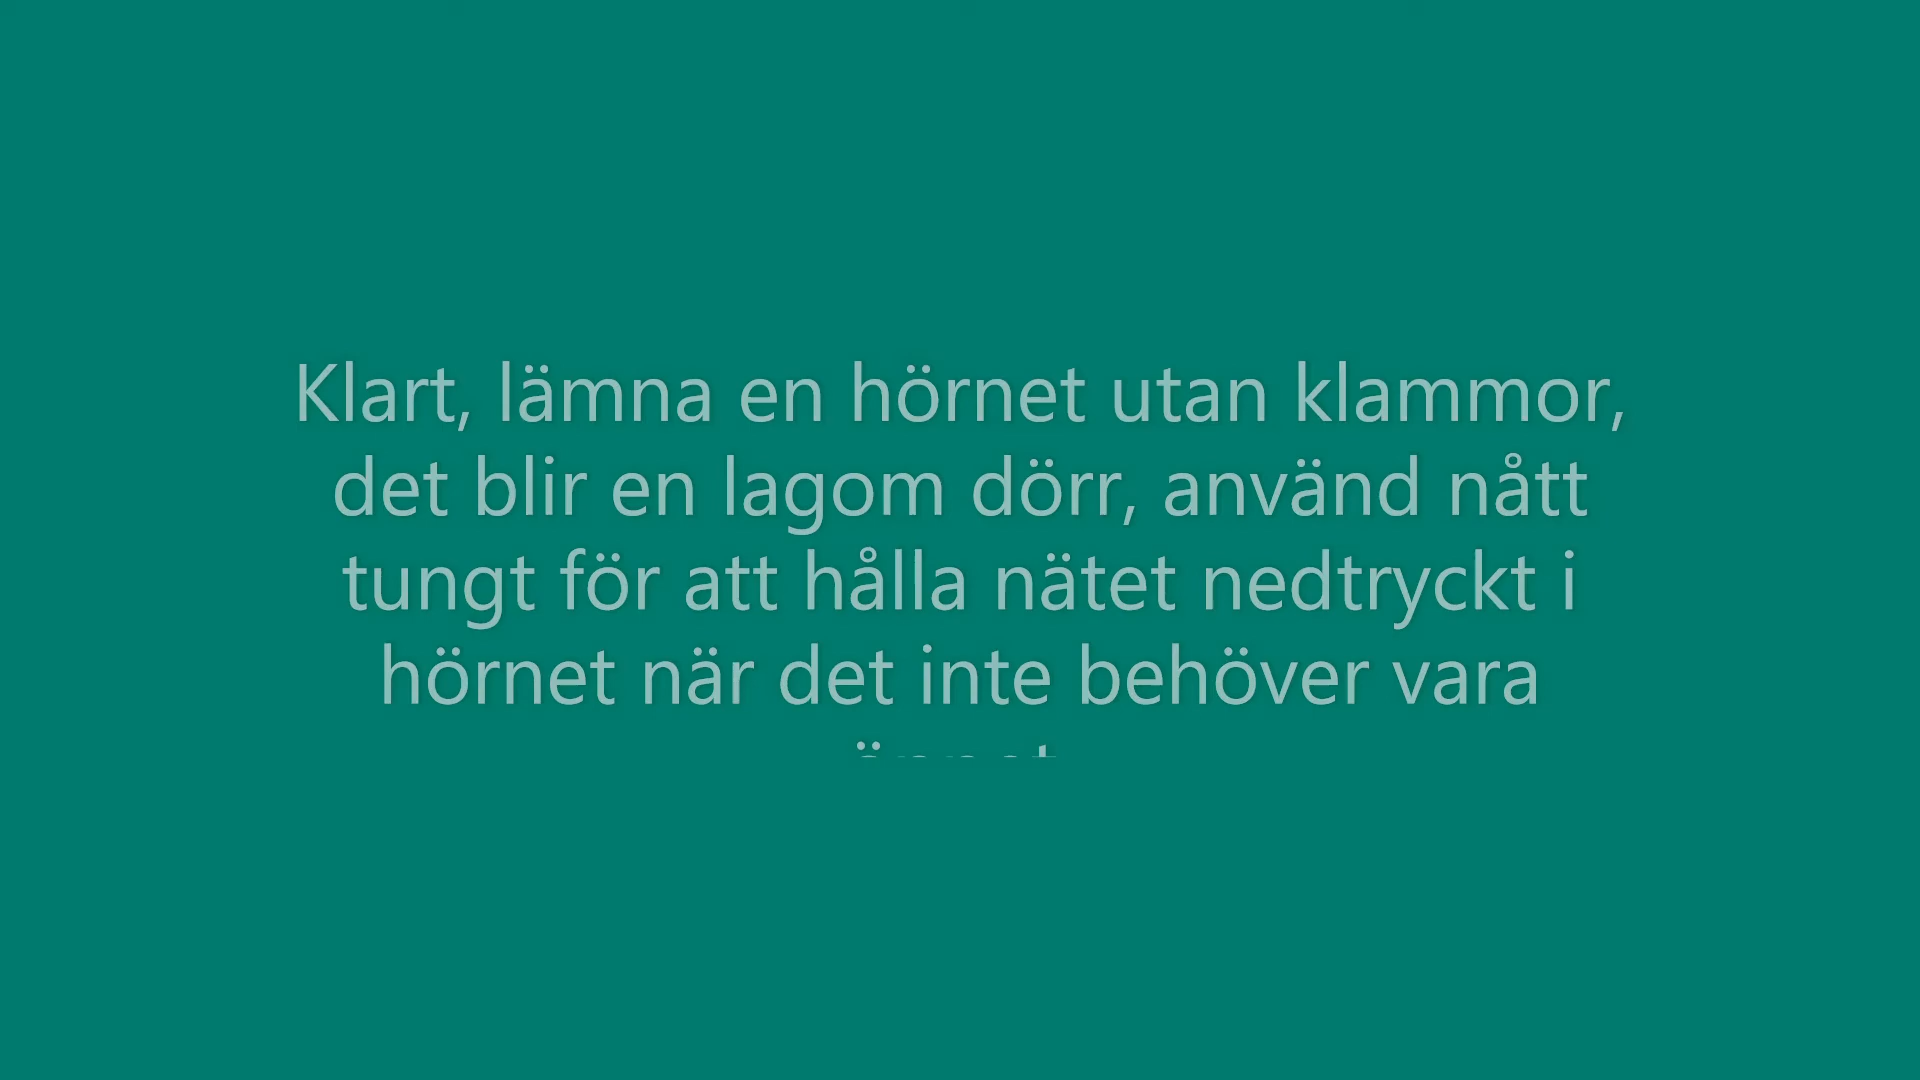 Klart, lämna en hörnet utan klammor,
det blir en lagom dörr, använd nått
tungt för att hålla nätet nedtryckt i
hörnet när det inte behöver vara